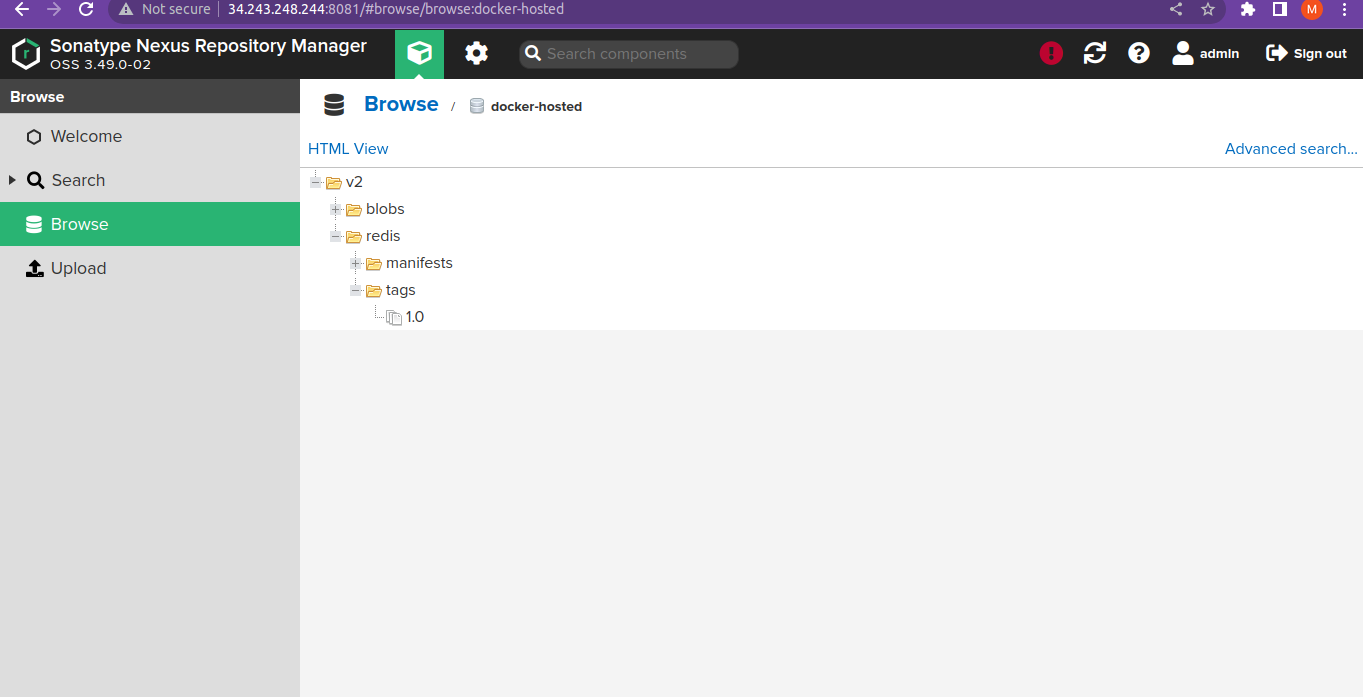 Not secure 34.243.248.244:8081/#browse/browse:docker-hosted
M
Sonatype Nexus Repository Manager
OSS 3.49.0-02
Search components
admin
Sign out
Browse
Welcome
Search
Browse
Upload
Browse / docker-hosted
HTML View
Advanced search...
v2
blobs
redis
manifests
tags
1.0